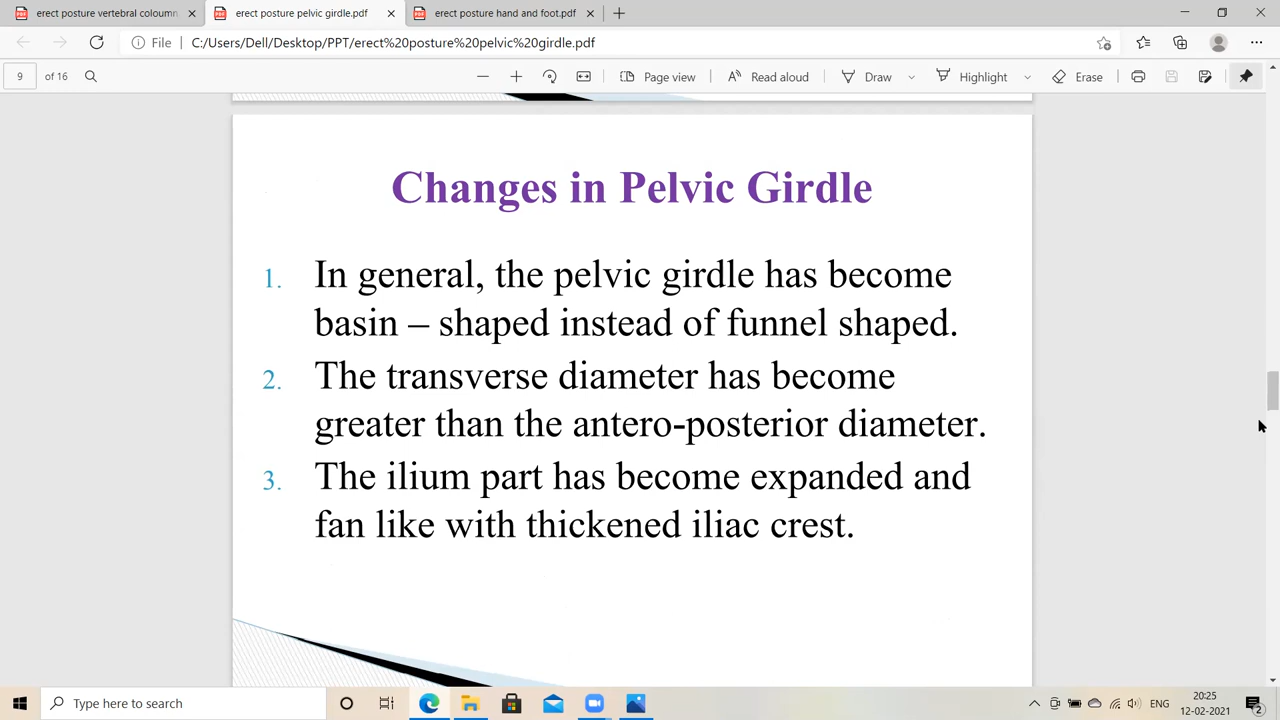 erect posture vertebral coloumn
erect posture pelvic girdle.pdf
erect posture hand and foot.pdf
File
C:/Users/Dell/Desktop/PPT/erect%20posture%20pelvic%20girdle.pdf
9 of 16
Page view
Read aloud
Draw
Highlight
Erase
Changes in Pelvic Girdle
1. In general, the pelvic girdle has become
basin – shaped instead of funnel shaped.
2. The transverse diameter has become
greater than the antero-posterior diameter.
3. The ilium part has become expanded and
fan like with thickened iliac crest.
Type here to search
ENG
20:25
12-02-2021
2